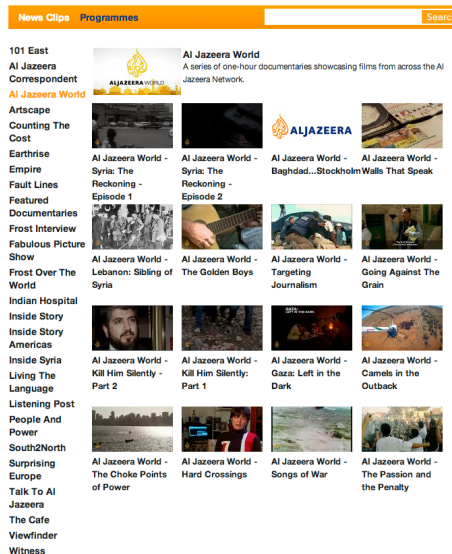 News Clips Programmes
Searc
101 East
Al Jazeera
Correspondent
Al Jazeera World
Artscape
Counting The
Cost
Earthrise
Empire
Fault Lines
Featured
Documentaries
Frost Interview
Fabulous Picture
Show
Frost Over The
World
Indian Hospital
Inside Story
Inside Story
Americas
Inside Syria
Living The
Language
Listening Post
People And
Power
South2North
Surprising
Europe
Talk To Al
Jazeera
The Cafe
Viewfinder
Witness
ALJAZEERA WORLD
Al Jazeera World
A series of one-hour documentaries showcasing films from across the Al
Jazeera Network.
Al Jazeera World -
Syria: The
Reckoning -
Episode 1
Al Jazeera World -
Syria: The
Reckoning -
Episode 2
ALJAZEERA
Al Jazeera World -
Baghdad...Stockholm
Al Jazeera World -
Walls That Speak
Al Jazeera World -
Lebanon: Sibling of
Syria
Al Jazeera World -
The Golden Boys
Al Jazeera World -
Targeting
Journalism
Al Jazeera World -
Going Against The
Grain
Al Jazeera World -
Kill Him Silently -
Part 2
Al Jazeera World -
Kill Him Silently:
Part 1
GAZA:
LEFT IN THE DARK
Al Jazeera World -
Gaza: Left in the
Dark
Al Jazeera World -
Camels in the
Outback
Al Jazeera World -
The Choke Points
of Power
Al Jazeera World -
Hard Crossings
Al Jazeera World -
Songs of War
Al Jazeera World -
The Passion and
the Penalty